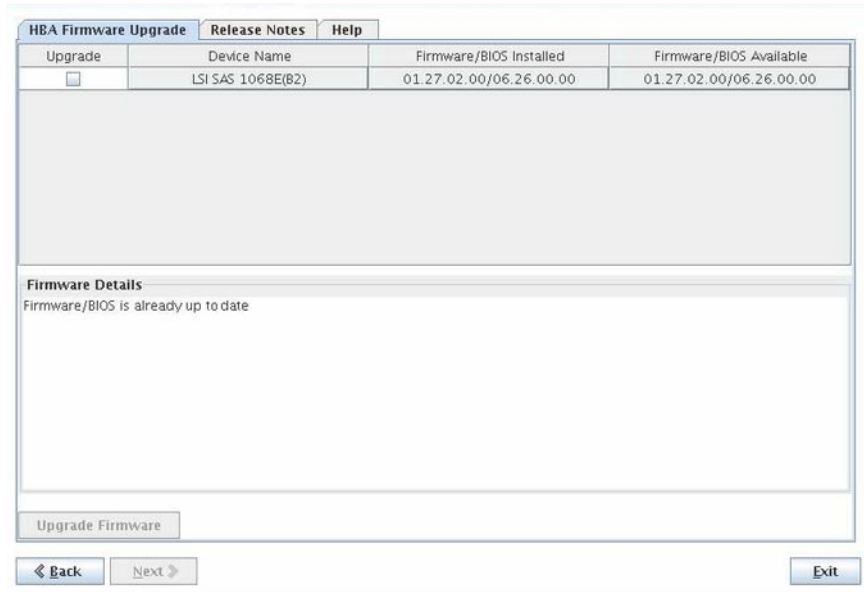 HBA Firmware Upgrade Release Notes Help
Upgrade Device Name Firmware/BIOS Installed Firmware/BIOS Available
LSI SAS 1068E(B2) 01.27.02.00/06.26.00.00 01.27.02.00/06.26.00.00
Firmware Details
Firmware/BIOS is already up to date
Upgrade Firmware
Back Next Exit